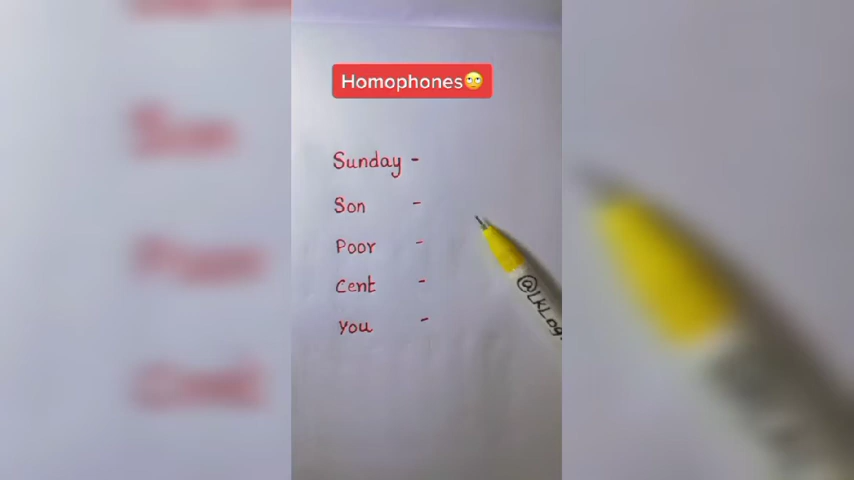 Homophones🙄
Sunday -
Son -
Poor -
Cent -
You -